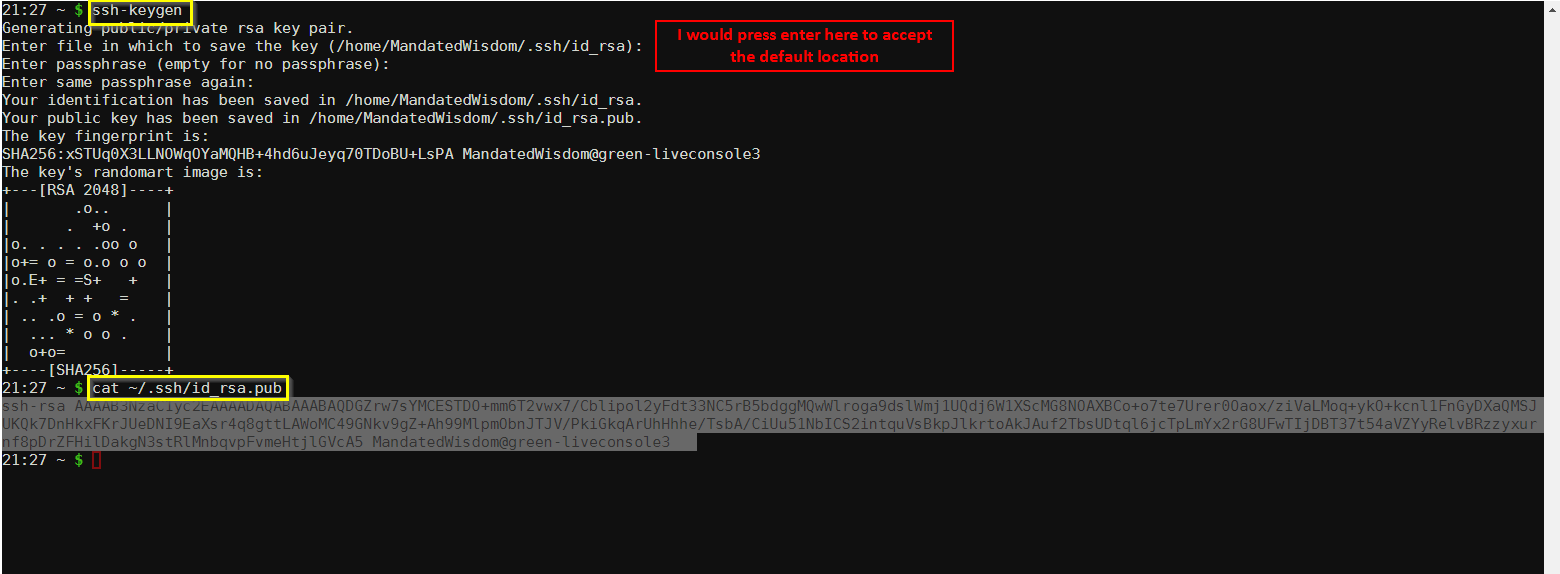 21:27 ~ $ ssh-keygen
Generating public/private rsa key pair.
Enter file in which to save the key (/home/MandatedWisdom/.ssh/id_rsa):
I would press enter here to accept
the default location
Enter passphrase (empty for no passphrase):
Enter same passphrase again:
Your identification has been saved in /home/MandatedWisdom/.ssh/id_rsa.
Your public key has been saved in /home/MandatedWisdom/.ssh/id_rsa.pub.
The key fingerprint is:
SHA256:xSTUq0X3LLNOWqOYaMQHB+4hd6uJeyq70TDoBU+LsPA MandatedWisdom@green-liveconsole3
The key's randomart image is:
+---[RSA 2048]----+
|       .o..      |
|      .  +o .    |
|o. . . . .oo o   |
|o+= o = o.o o o  |
|o.E+ = =S+   +   |
|. .+  + +   =    |
| .. .o = o * .   |
|  ... * o o .    |
|  o+o=           |
+----[SHA256]-----+
21:27 ~ $ cat ~/.ssh/id_rsa.pub
ssh-rsa AAAAB3NzaC1yc2EAAAADAQABAAABAQDGZrw7sYMCESTDO+mm6T2vwx7/Cblipol2yFdt33NC5rB5bdggMQwWlroga9dslWmj1UQdj6W1XScMG8NOAXBCo+o7te7Urer0Oaox/ziVaLMoq+ykO+kcnl1FnGyDXaQMSJ
UKQk7DnHkxFKrJUeDNI9EaXsr4q8gttLAWoMC49GNkv9gZ+Ah99MlpmObnJTJV/PkiGkqArUhHhhe/TsbA/CiUu51NbICS2intquVsBkpJlkrtoAkJAuf2TbsUDtql6jcTpLmYx2rG8UFwTIjDBT37t54aVZYyRelvBRzzyxur
nf8pDrZFHilDakgN3stRlMnbqvpFvmeHtjlGVcA5 MandatedWisdom@green-liveconsole3
21:27 ~ $